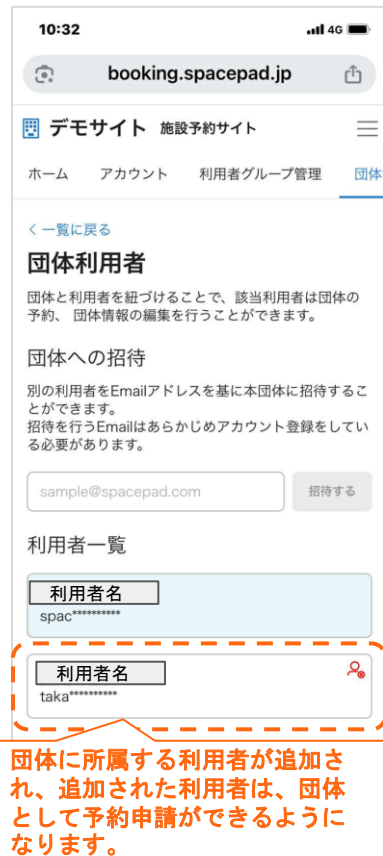 10:32
4G
booking.spacepad.jp
デモサイト 施設予約サイト
ホーム アカウント 利用者グループ管理 団体
< 一覧に戻る
団体利用者
団体と利用者を紐づけることで、該当利用者は団体の
予約、 団体情報の編集を行うことができます。
団体への招待
別の利用者をEmailアドレスを基に本団体に招待するこ
とができます。
招待を行うEmailはあらかじめアカウント登録をしてい
る必要があります。
sample@spacepad.com 招待する
利用者一覧
利用者名
spac**********
利用者名
taka**********
団体に所属する利用者が追加さ
れ、追加された利用者は、団体
として予約申請ができるように
なります。